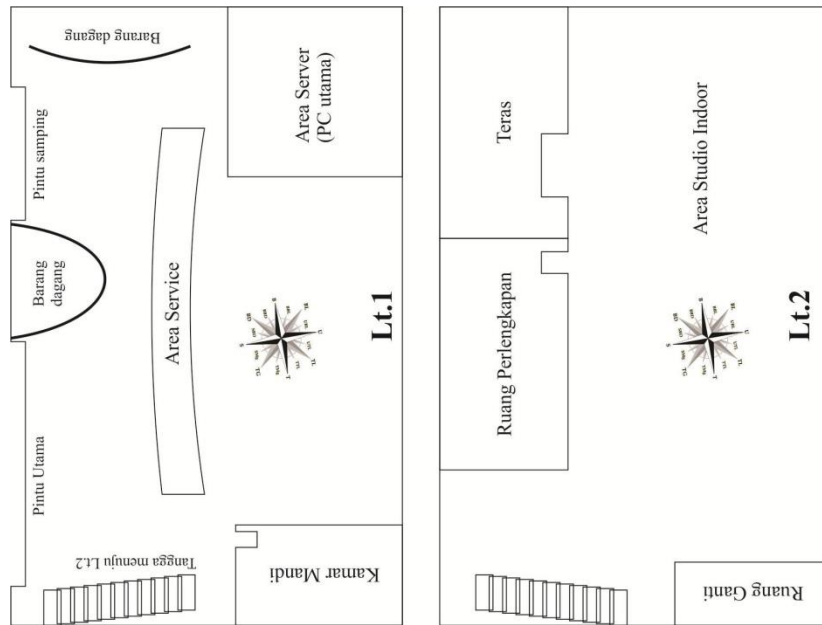 Barang dagang
Pintu samping
Barang
dagang
Pintu Utama
Tangga menuju Lt.2
Area Server
(PC utama)
Area Service
Kamar Mandi
Lt.1
Teras
Ruang Perlengkapan
Area Studio Indoor
Ruang Ganti
Lt.2